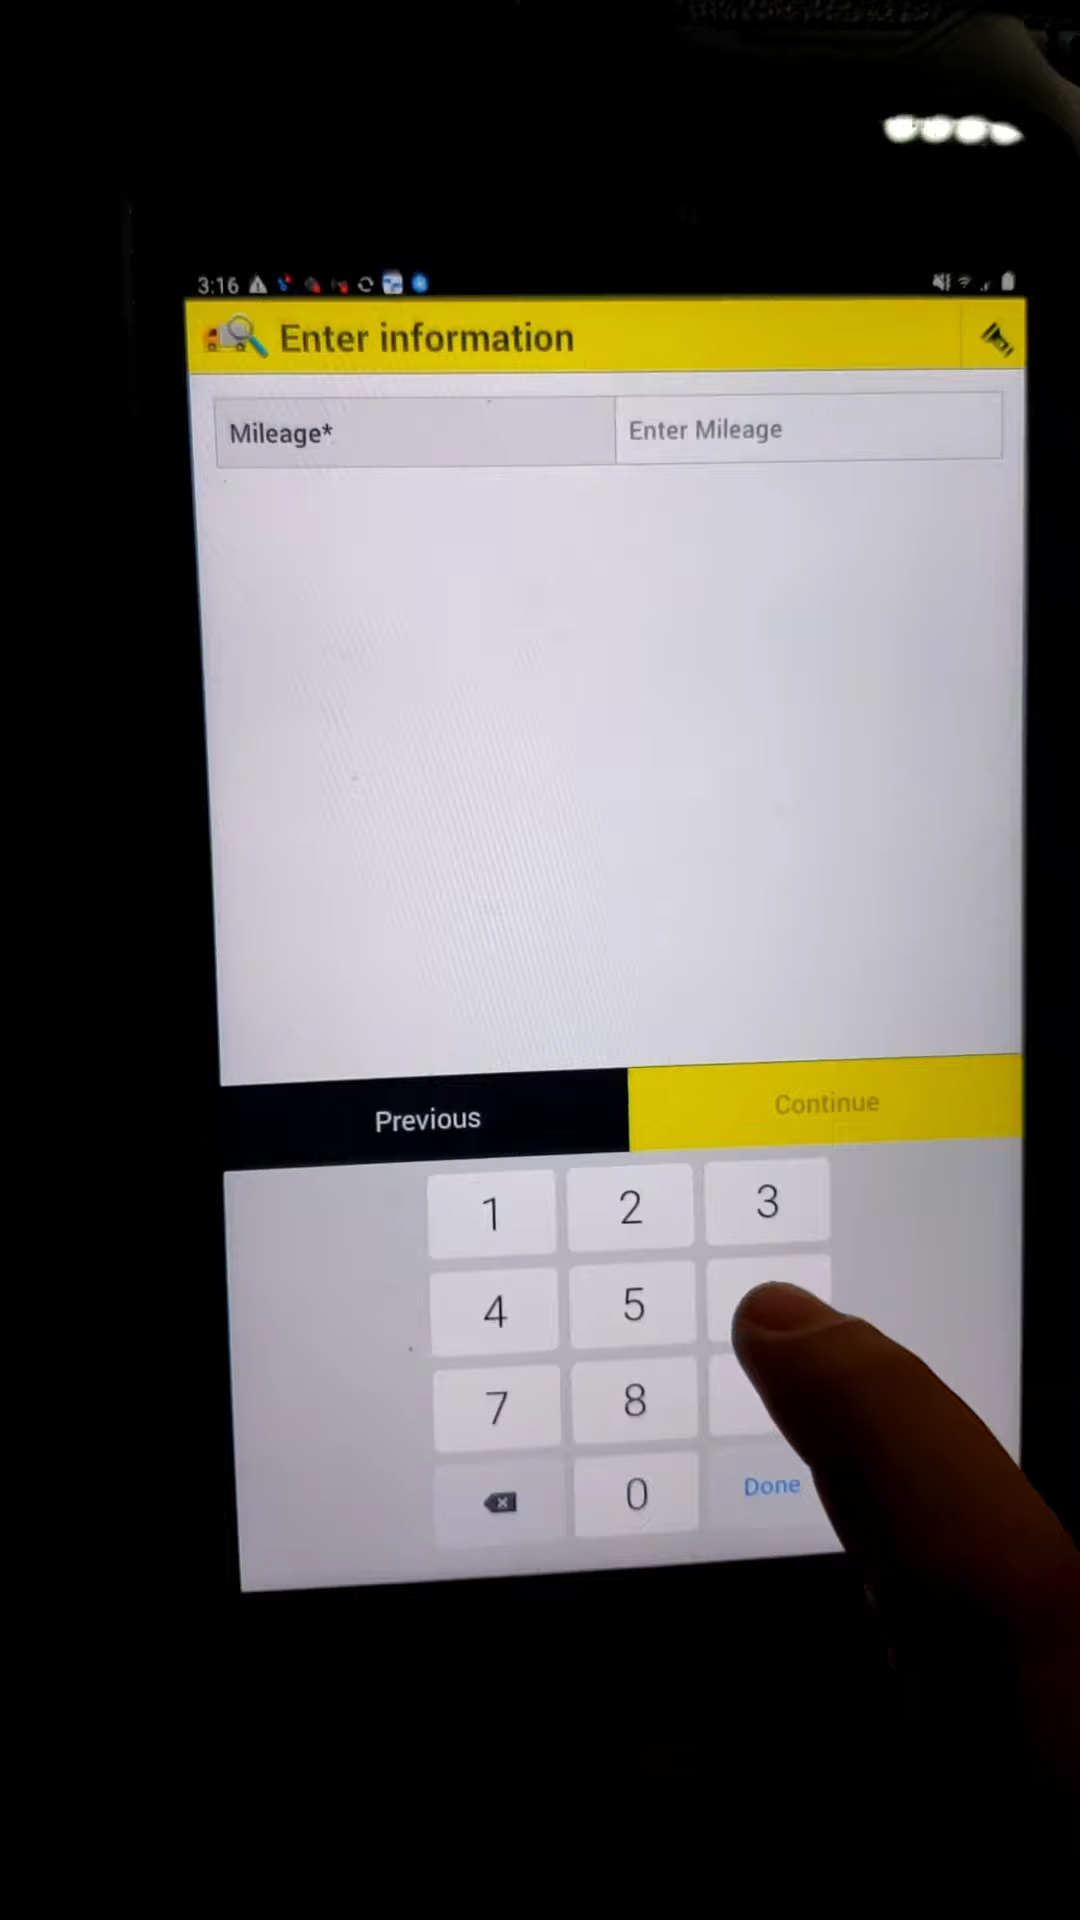 3:16
Enter information
Mileage* Enter Mileage
Previous Continue
1 2 3
4 5
7 8
0 Done